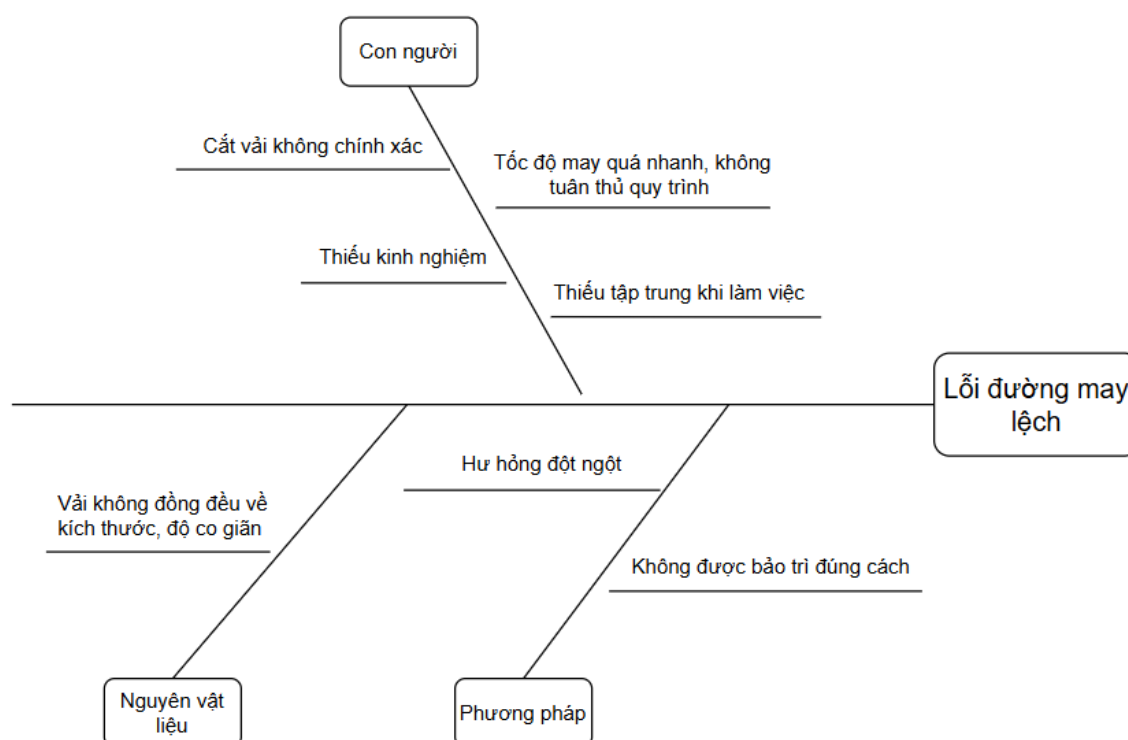 Con người
Cắt vải không chính xác
Tốc độ may quá nhanh, không
tuân thủ quy trình
Thiếu kinh nghiệm
Thiếu tập trung khi làm việc
Lỗi đường may
lệch
Hư hỏng đột ngột
Vải không đồng đều về
kích thước, độ co giãn
Không được bảo trì đúng cách
Nguyên vật
liệu
Phương pháp